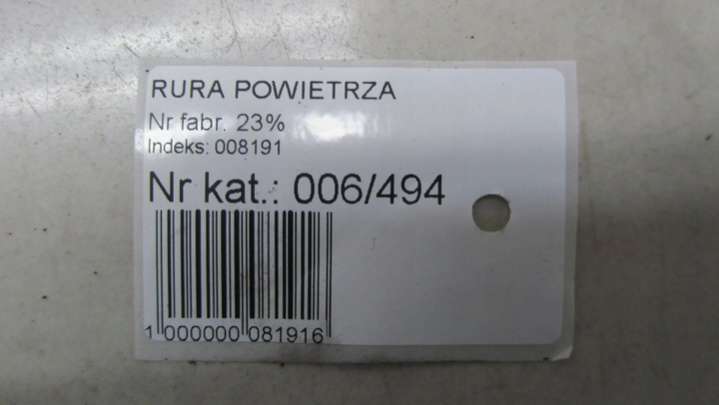 RURA POWIETRZA
Nr fabr. 23%
Indeks: 008191
Nr kat.: 006/494
1 000000 081916